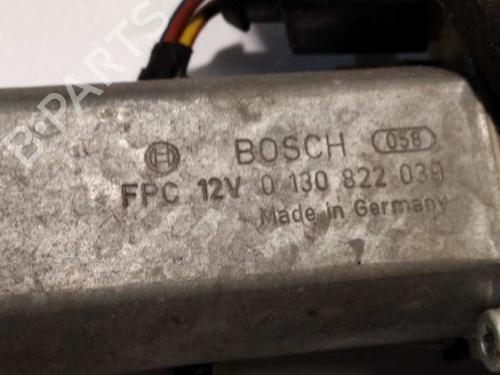 B-PARTS
BOSCH 058
FPC 12V 0 130 822 039
Made in Germany